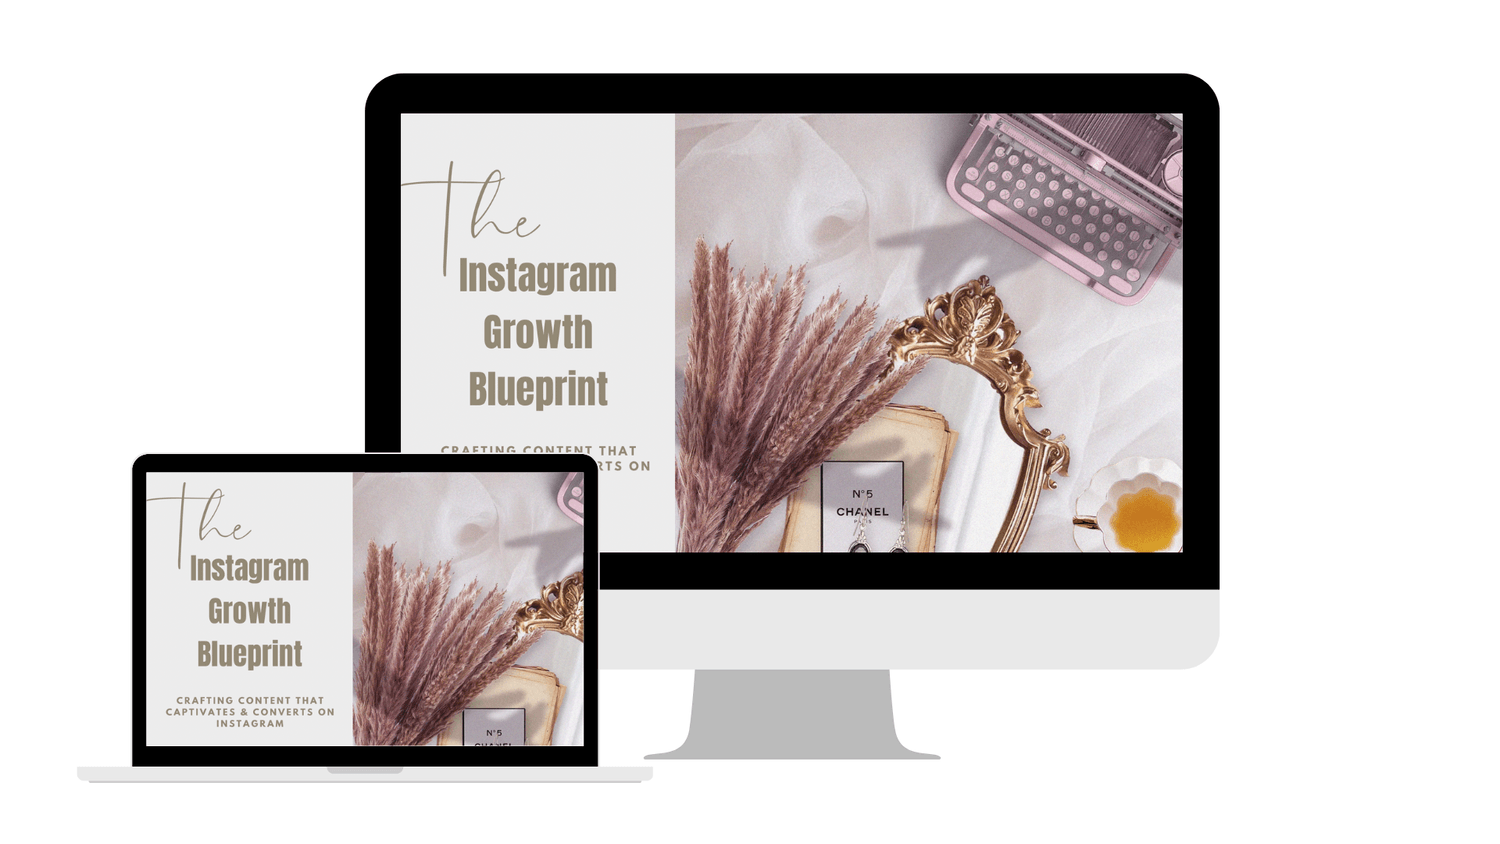 The
Instagram
Growth
Blueprint
CRAFTING CONTENT THAT
RTS ON
N°5
CHANEL
PARIS
The
Instagram
Growth
Blueprint
CRAFTING CONTENT THAT
CAPTIVATES & CONVERTS ON
INSTAGRAM
N°5
CHANEL